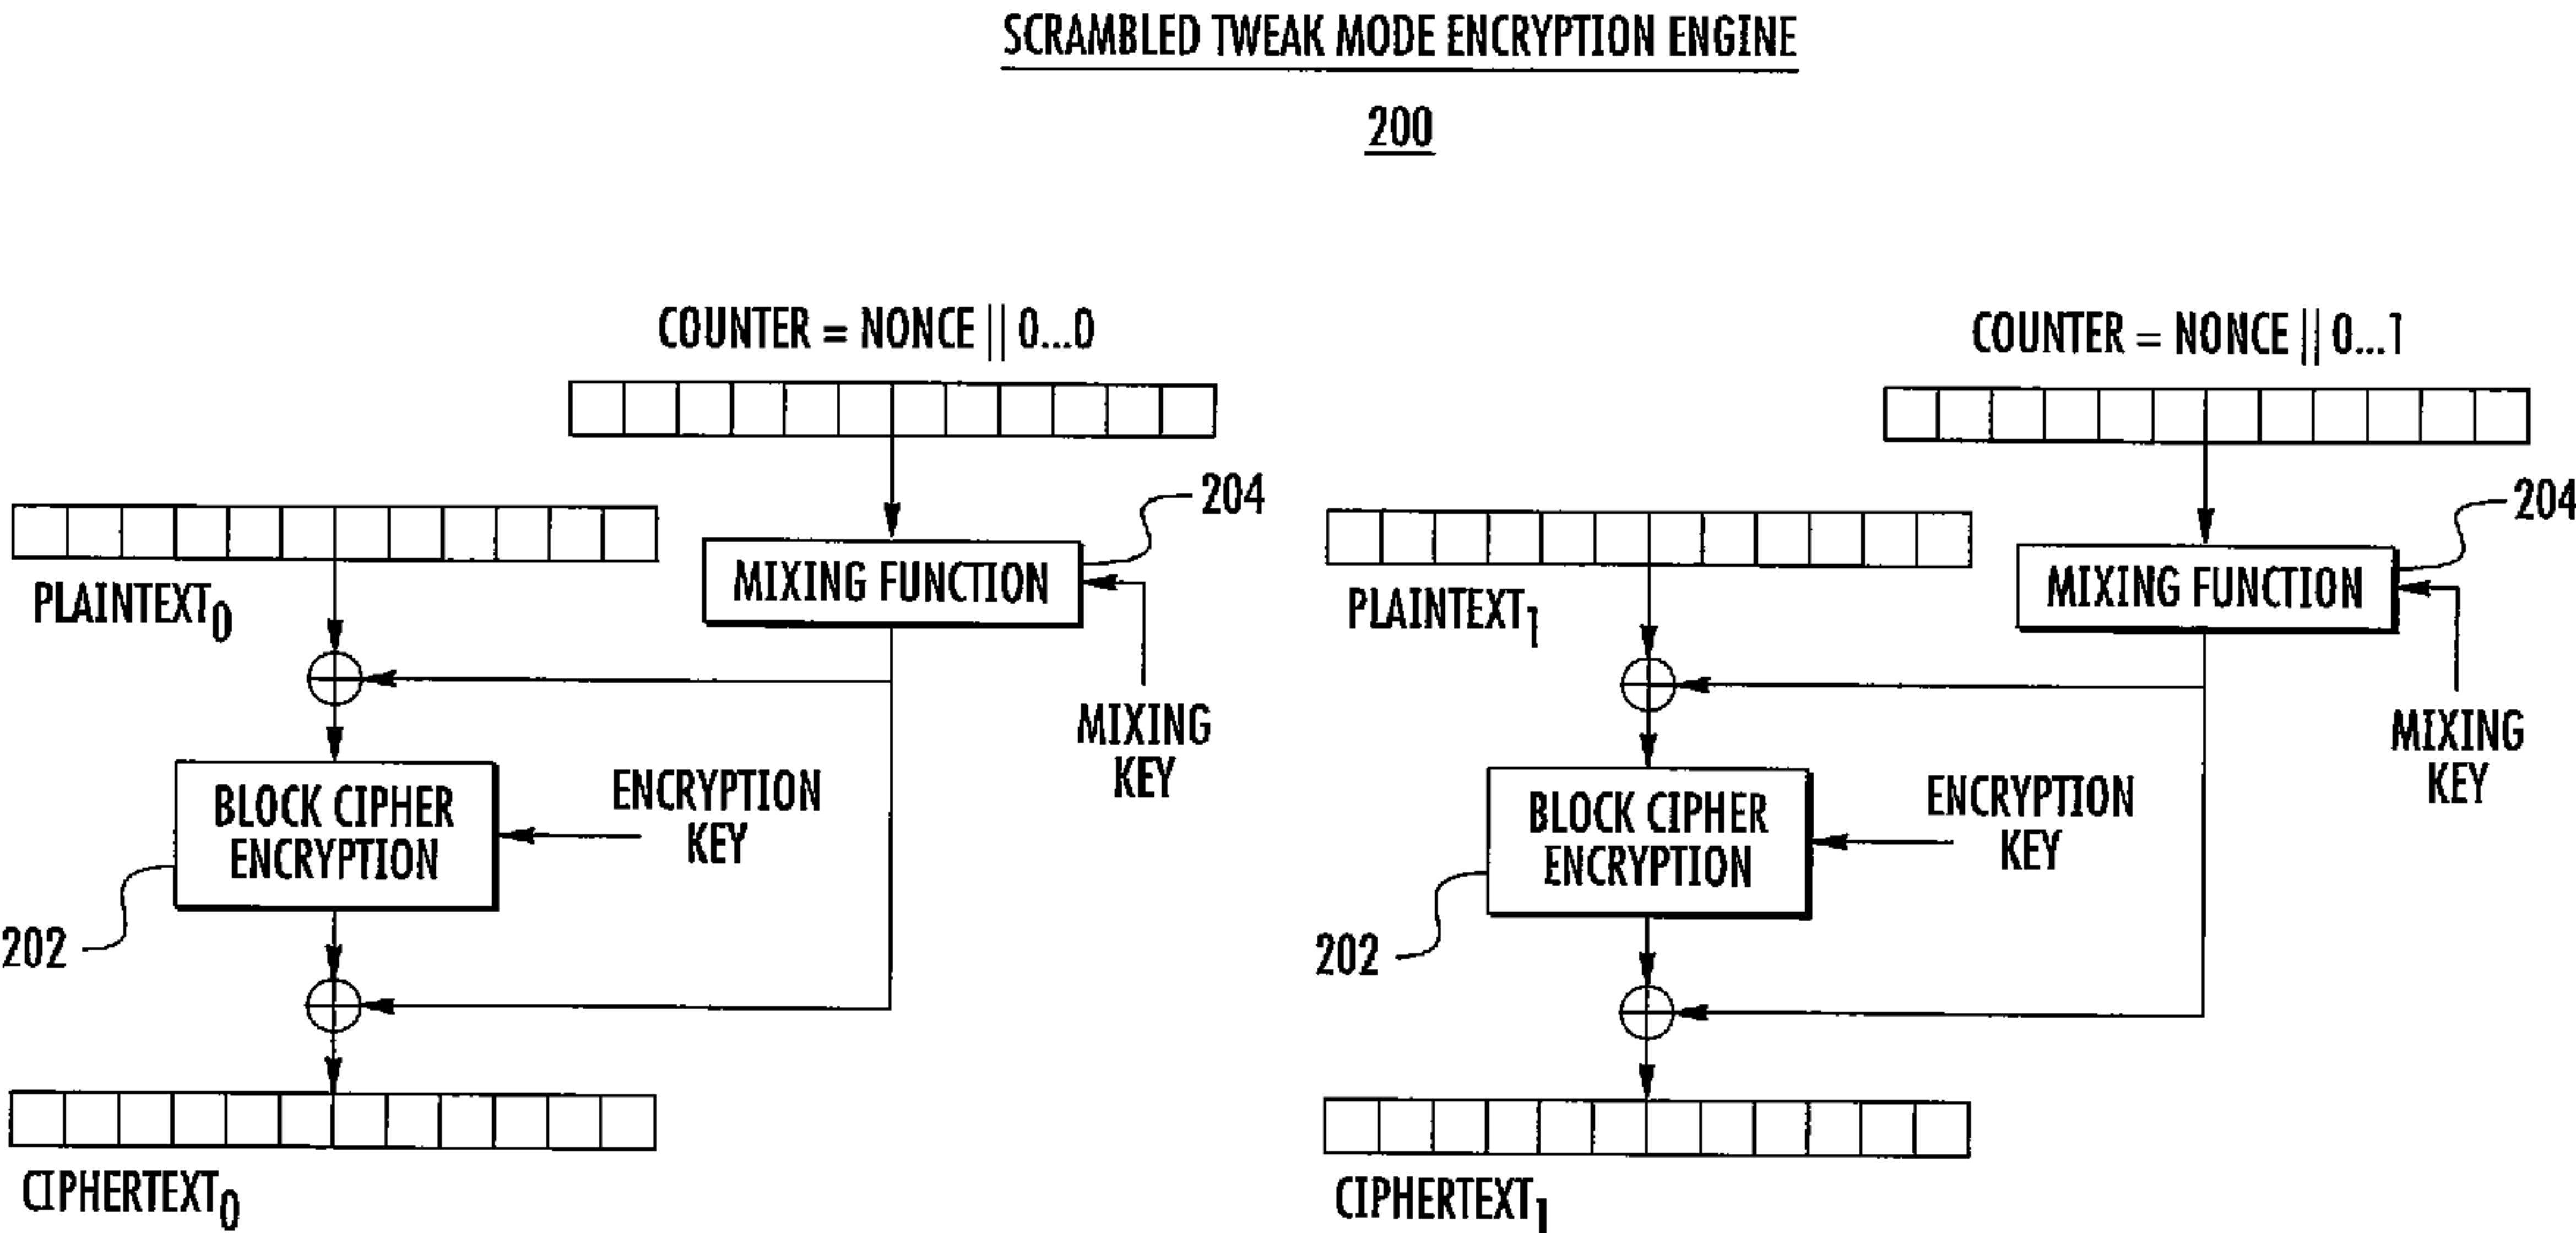 SCRAMBLED TWEAK MODE ENCRYPTION ENGINE
200
COUNTER = NONCE || 0...0
204
PLAINTEXT0
MIXING FUNCTION
MIXING
KEY
BLOCK CIPHER
ENCRYPTION
ENCRYPTION
KEY
202
CIPHERTEXT0
COUNTER = NONCE || 0...1
204
PLAINTEXT1
MIXING FUNCTION
MIXING
KEY
BLOCK CIPHER
ENCRYPTION
ENCRYPTION
KEY
202
CIPHERTEXT1